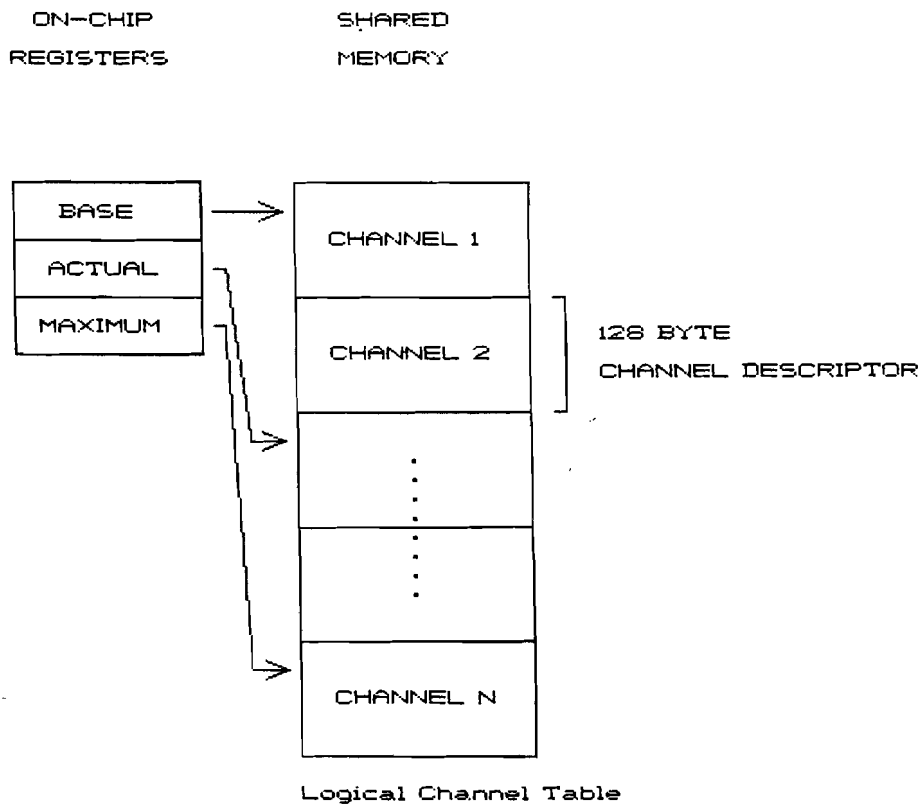 ON-CHIP
REGISTERS
SHARED
MEMORY
BASE
ACTUAL
MAXIMUM
CHANNEL 1
CHANNEL 2
128 BYTE
CHANNEL DESCRIPTOR
CHANNEL N
Logical Channel Table